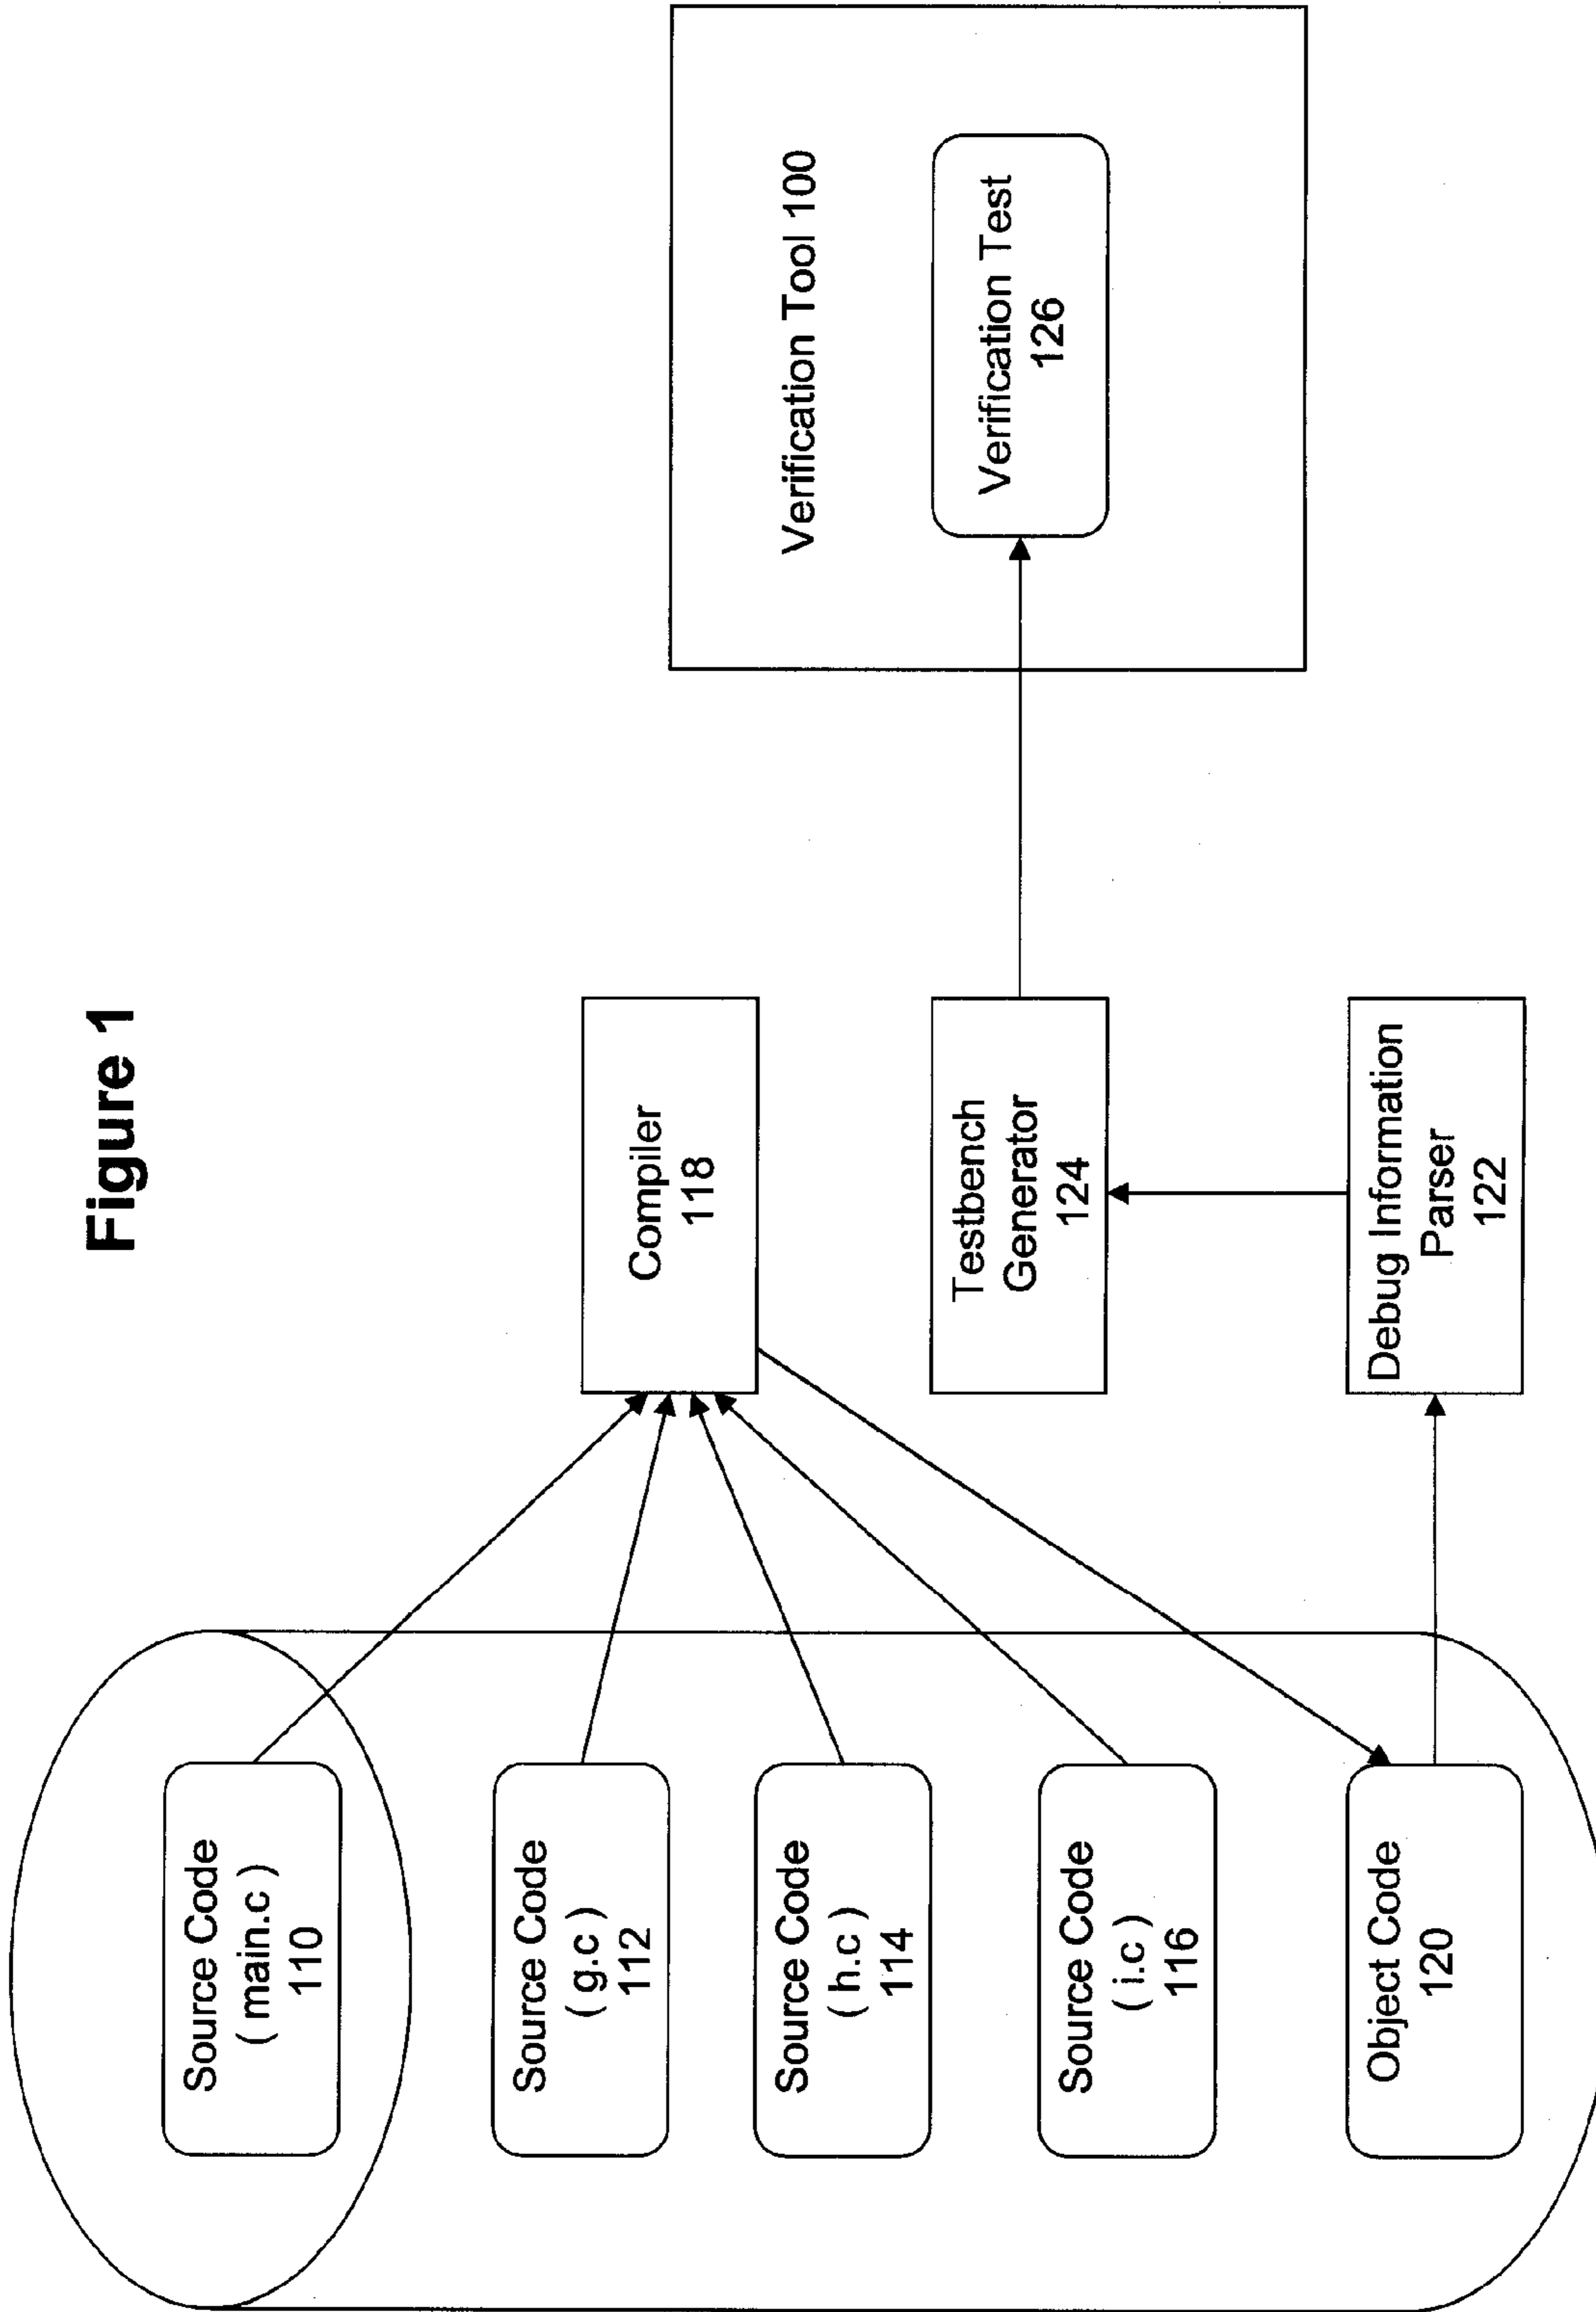 Figure 1
Source Code
( main.c )
110
Source Code
( g.c )
112
Source Code
( h.c )
114
Source Code
( i.c )
116
Object Code
120
Compiler
118
Testbench
Generator
124
Debug Information
Parser
122
Verification Tool 100
Verification Test
126